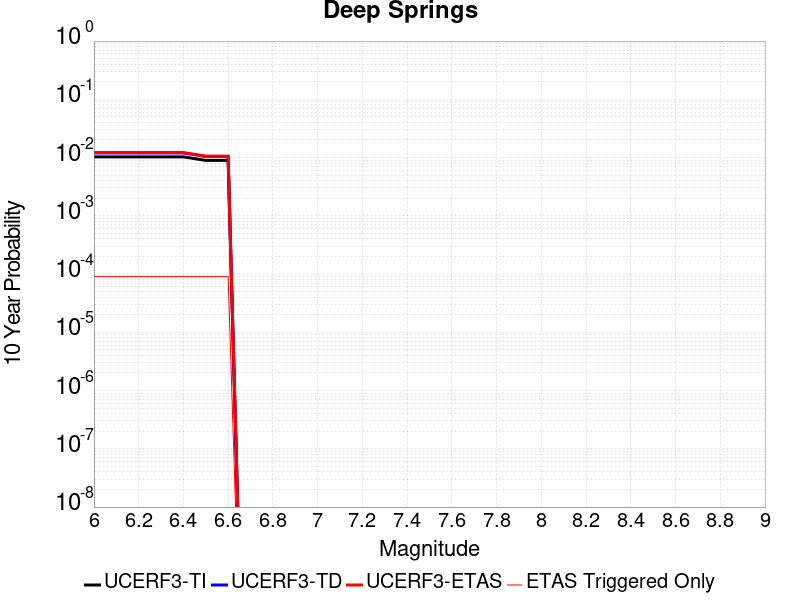 Deep Springs
10 0
10 -1
10 -2
10 -3
10 -4
10 -5
10 -6
10 -7
10 -8
10 Year Probability
6 6.2 6.4 6.6 6.8 7 7.2 7.4 7.6 7.8 8 8.2 8.4 8.6 8.8 9
Magnitude
UCERF3-TI UCERF3-TD UCERF3-ETAS ETAS Triggered Only